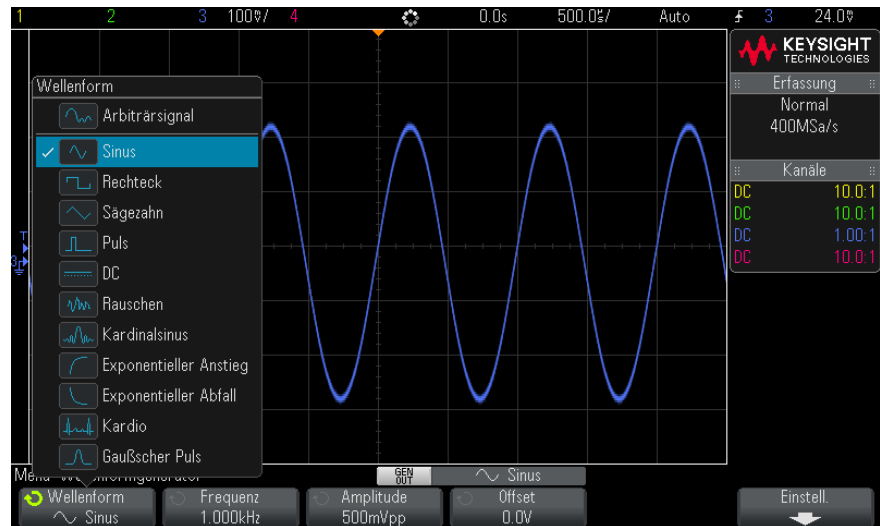 1 2 3 100♡/ 4 0.0s 500.0㎲/ Auto 3 24.0♡
KEYSIGHT
TECHNOLOGIES
Erfassung
Normal
400MSa/s
Kanäle
DC 10.0:1
DC 10.0:1
DC 1.00:1
DC 10.0:1
Wellenform
Arbiträrsignal
Sinus
Rechteck
Sägezahn
Puls
DC
Rauschen
Kardinalsinus
Exponentieller Anstieg
Exponentieller Abfall
Kardio
Gaußscher Puls
T
3
GEN
OUT
Sinus
Wellenform
Sinus
Frequenz
1.000kHz
Amplitude
500mVpp
Offset
0.0V
Einstell.